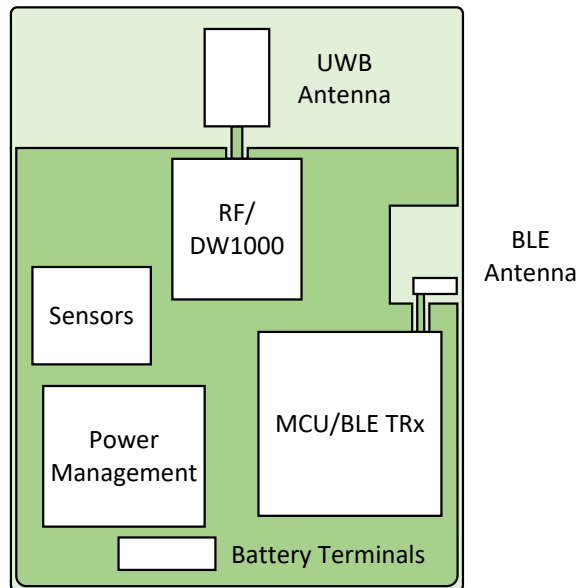 UWB
Antenna
RF/
DW1000
BLE
Antenna
Sensors
MCU/BLE TRx
Power
Management
Battery Terminals